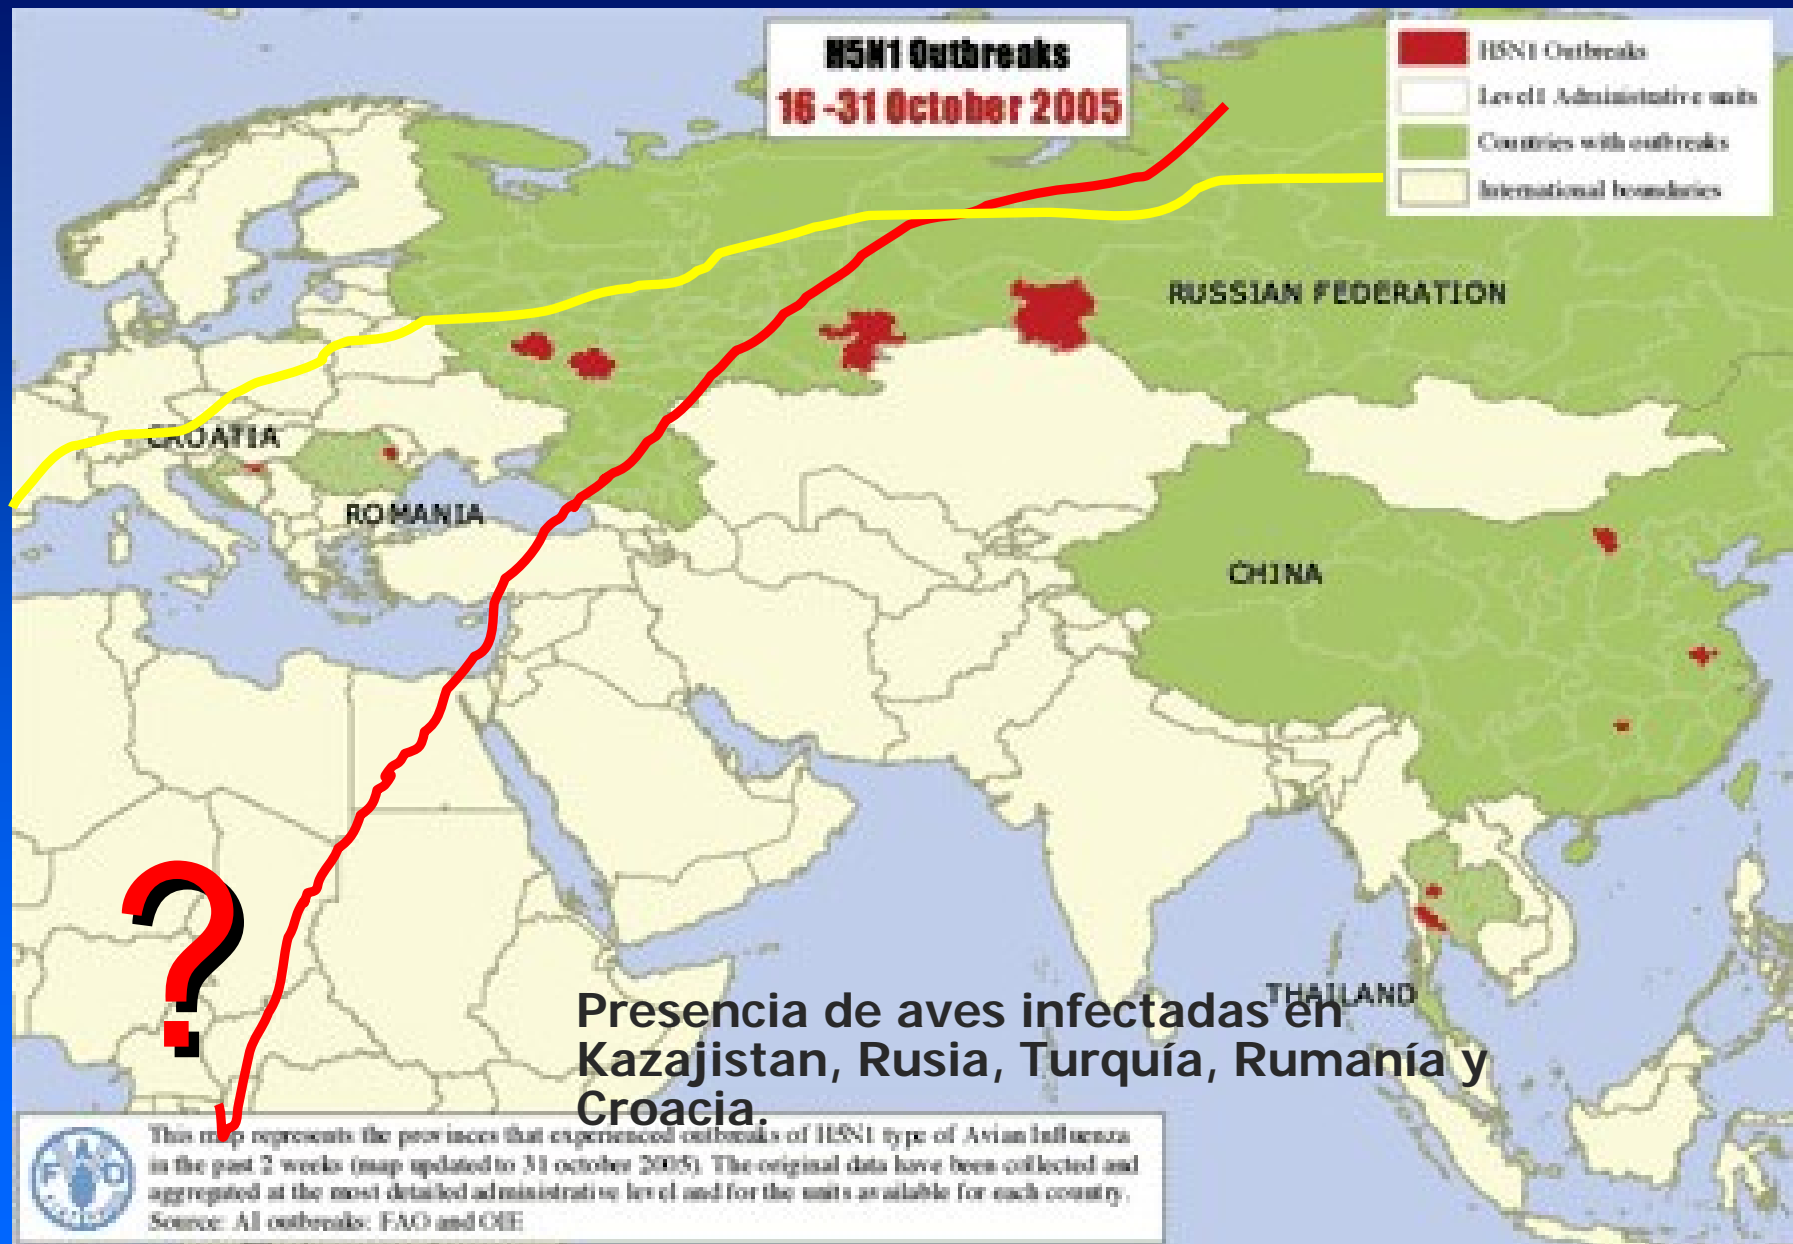 H5N1 Outbreaks
16 -31 October 2005
H5N1 Outbreaks
Level1 Administrative units
Countries with outbreaks
International boundaries
RUSSIAN FEDERATION
CROATIA
ROMANIA
CHINA
THAILAND
?
Presencia de aves infectadas en
Kazajistan, Rusia, Turquía, Rumanía y
Croacia.
FAO
This map represents the provinces that experienced outbreaks of H5N1 type of Avian Influenza
in the past 2 weeks (map updated to 31 october 2005). The original data have been collected and
aggregated at the most detailed administrative level and for the units available for each country.
Source: AI outbreaks: FAO and OIE